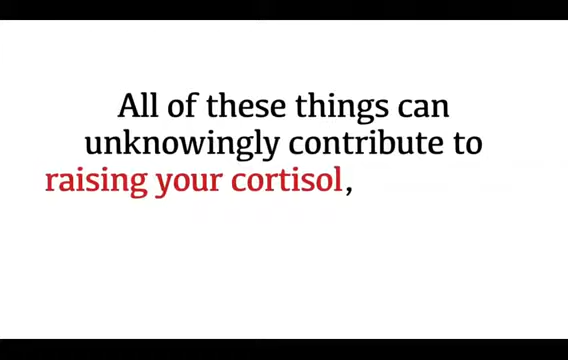 All of these things can
unknowingly contribute to
raising your cortisol,